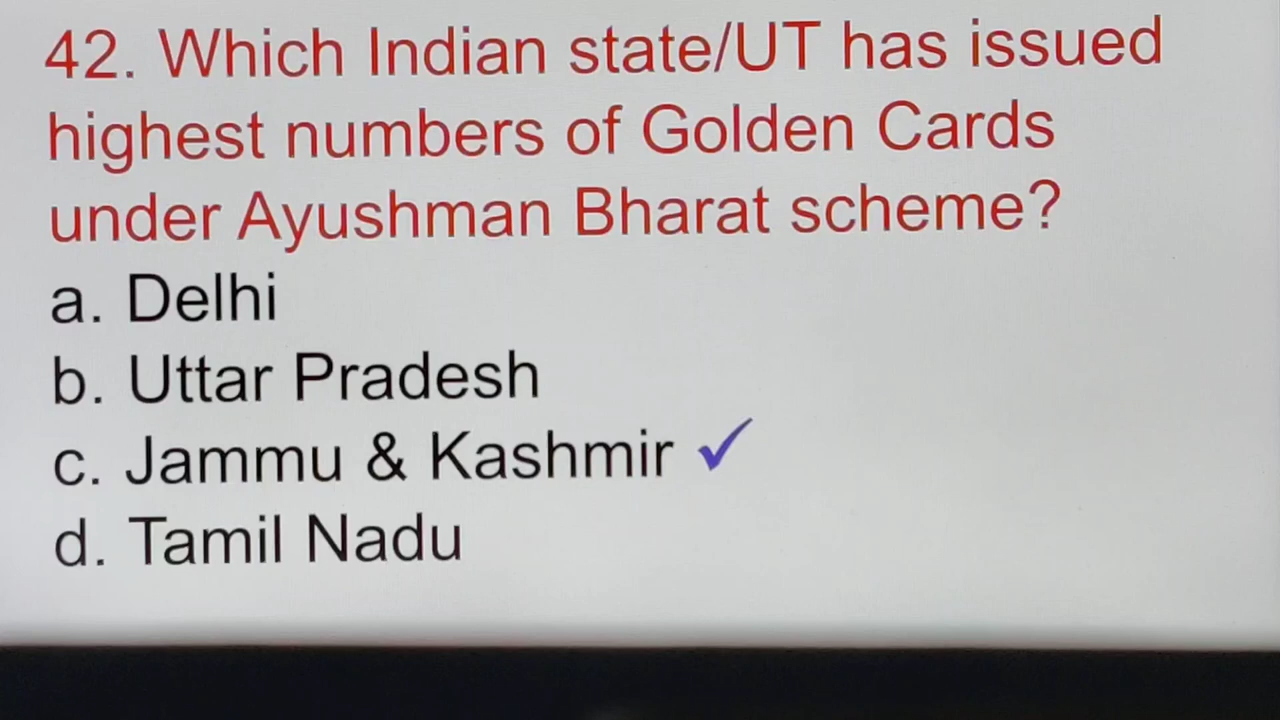 42. Which Indian state/UT has issued
highest numbers of Golden Cards
under Ayushman Bharat scheme?
a. Delhi
b. Uttar Pradesh
c. Jammu & Kashmir ✓
d. Tamil Nadu